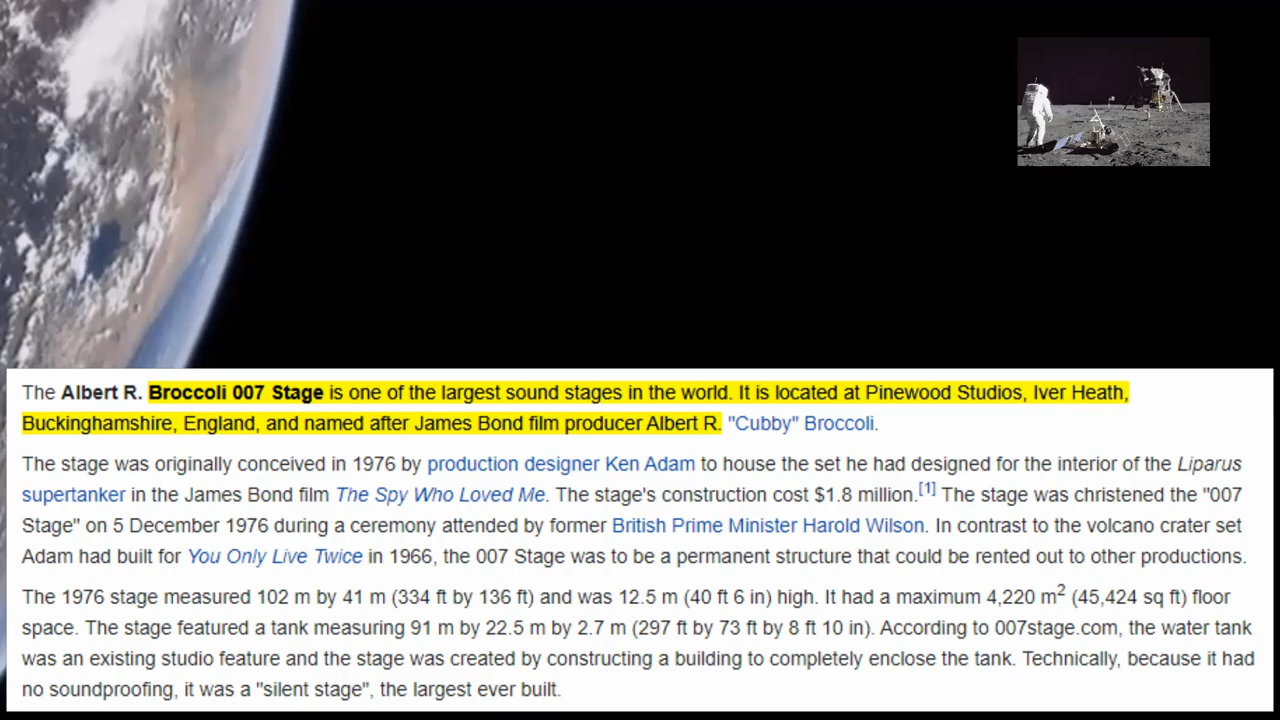 The Albert R. Broccoli 007 Stage is one of the largest sound stages in the world. It is located at Pinewood Studios, Iver Heath,
Buckinghamshire, England, and named after James Bond film producer Albert R. "Cubby" Broccoli.
The stage was originally conceived in 1976 by production designer Ken Adam to house the set he had designed for the interior of the Liparus
supertanker in the James Bond film The Spy Who Loved Me. The stage's construction cost $1.8 million.[1] The stage was christened the "007
Stage" on 5 December 1976 during a ceremony attended by former British Prime Minister Harold Wilson. In contrast to the volcano crater set
Adam had built for You Only Live Twice in 1966, the 007 Stage was to be a permanent structure that could be rented out to other productions.
The 1976 stage measured 102 m by 41 m (334 ft by 136 ft) and was 12.5 m (40 ft 6 in) high. It had a maximum 4,220 m2 (45,424 sq ft) floor
space. The stage featured a tank measuring 91 m by 22.5 m by 2.7 m (297 ft by 73 ft by 8 ft 10 in). According to 007stage.com, the water tank
was an existing studio feature and the stage was created by constructing a building to completely enclose the tank. Technically, because it had
no soundproofing, it was a "silent stage", the largest ever built.